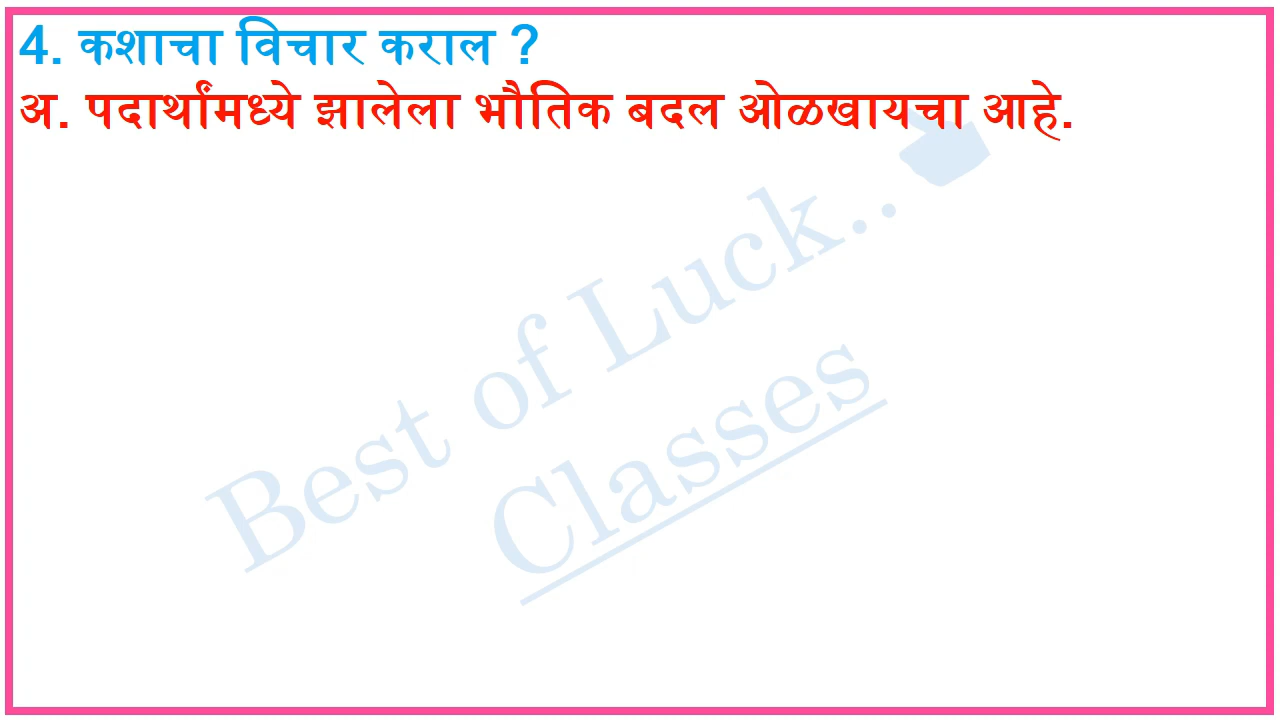 4. कशाचा विचार कराल ?
अ. पदार्थांमध्ये झालेला भौतिक बदल ओळखायचा आहे.
Best of Luck..
Classes